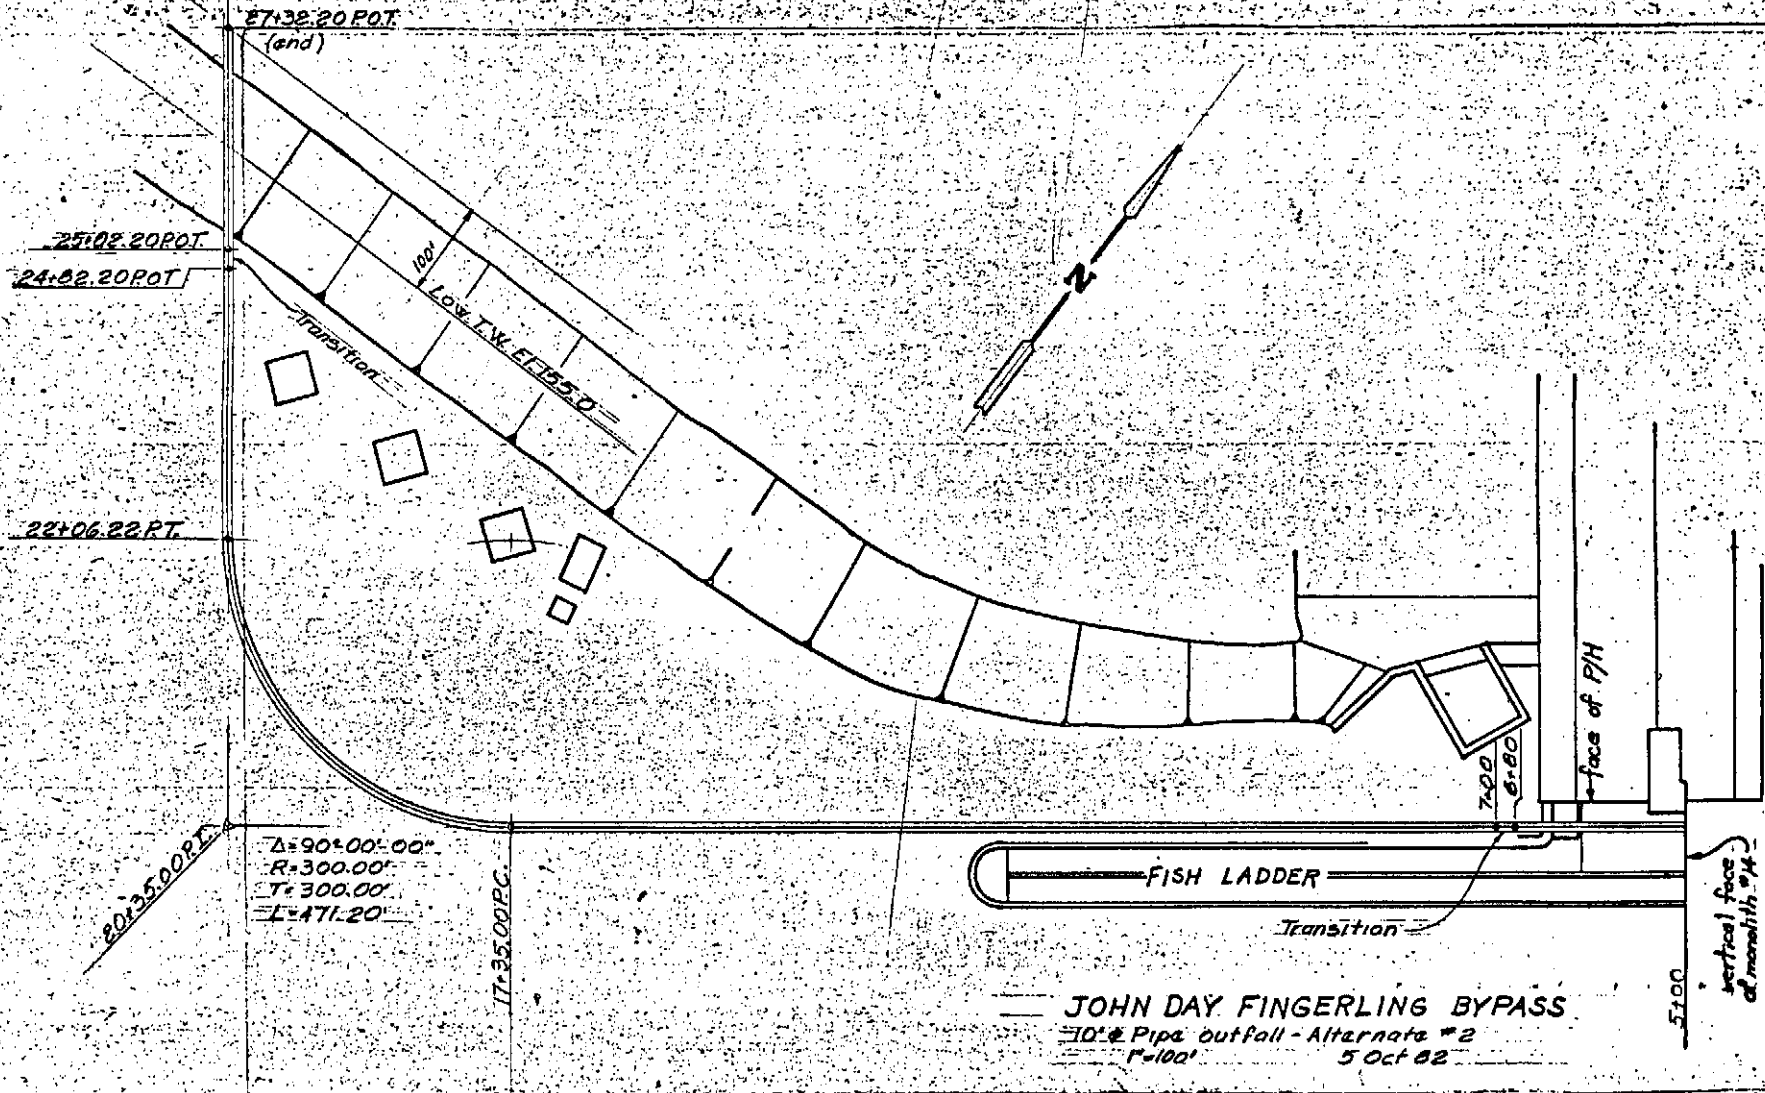 27+32.20 P.O.T.
(end)
25+02.20 P.O.T.
24+82.20 P.O.T
Transition
100'
Low T.W. El. 155.0
N
22+06.22 P.T.
20+35.00 P.I.
Δ=90°-00'-00"
R=300.00'
T=300.00'
L=471.20'
17+35.00 P.C.
7+00
6+80
face of P/H
FISH LADDER
Transition
5+00
vertical face
of monolith #14
JOHN DAY FINGERLING BYPASS
10'ø Pipe outfall - Alternate #2
1"=100' 5 Oct 82